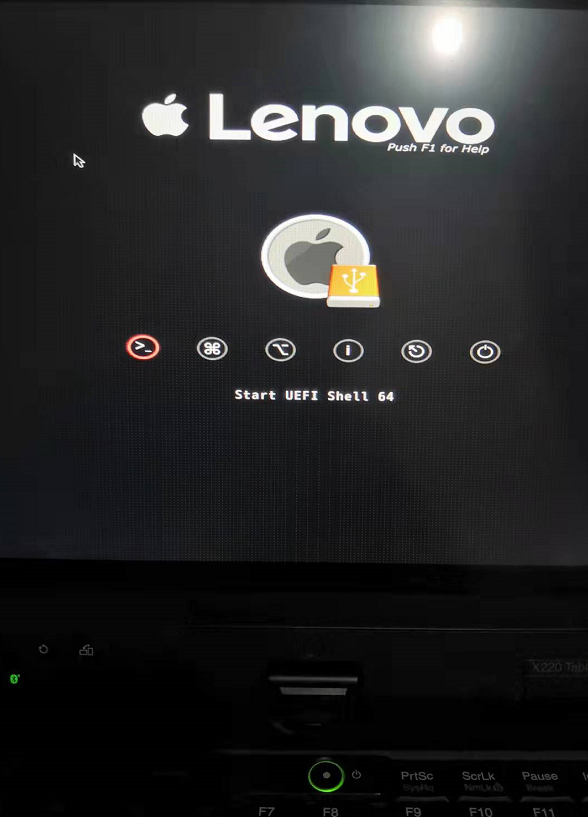 Lenovo
Push F1 for Help
Start UEFI Shell 64
X220 Tabl
PrtSc
ScrLk
Pause
SysRq
NmLk
Break
F7
F8
F9
F10
F11